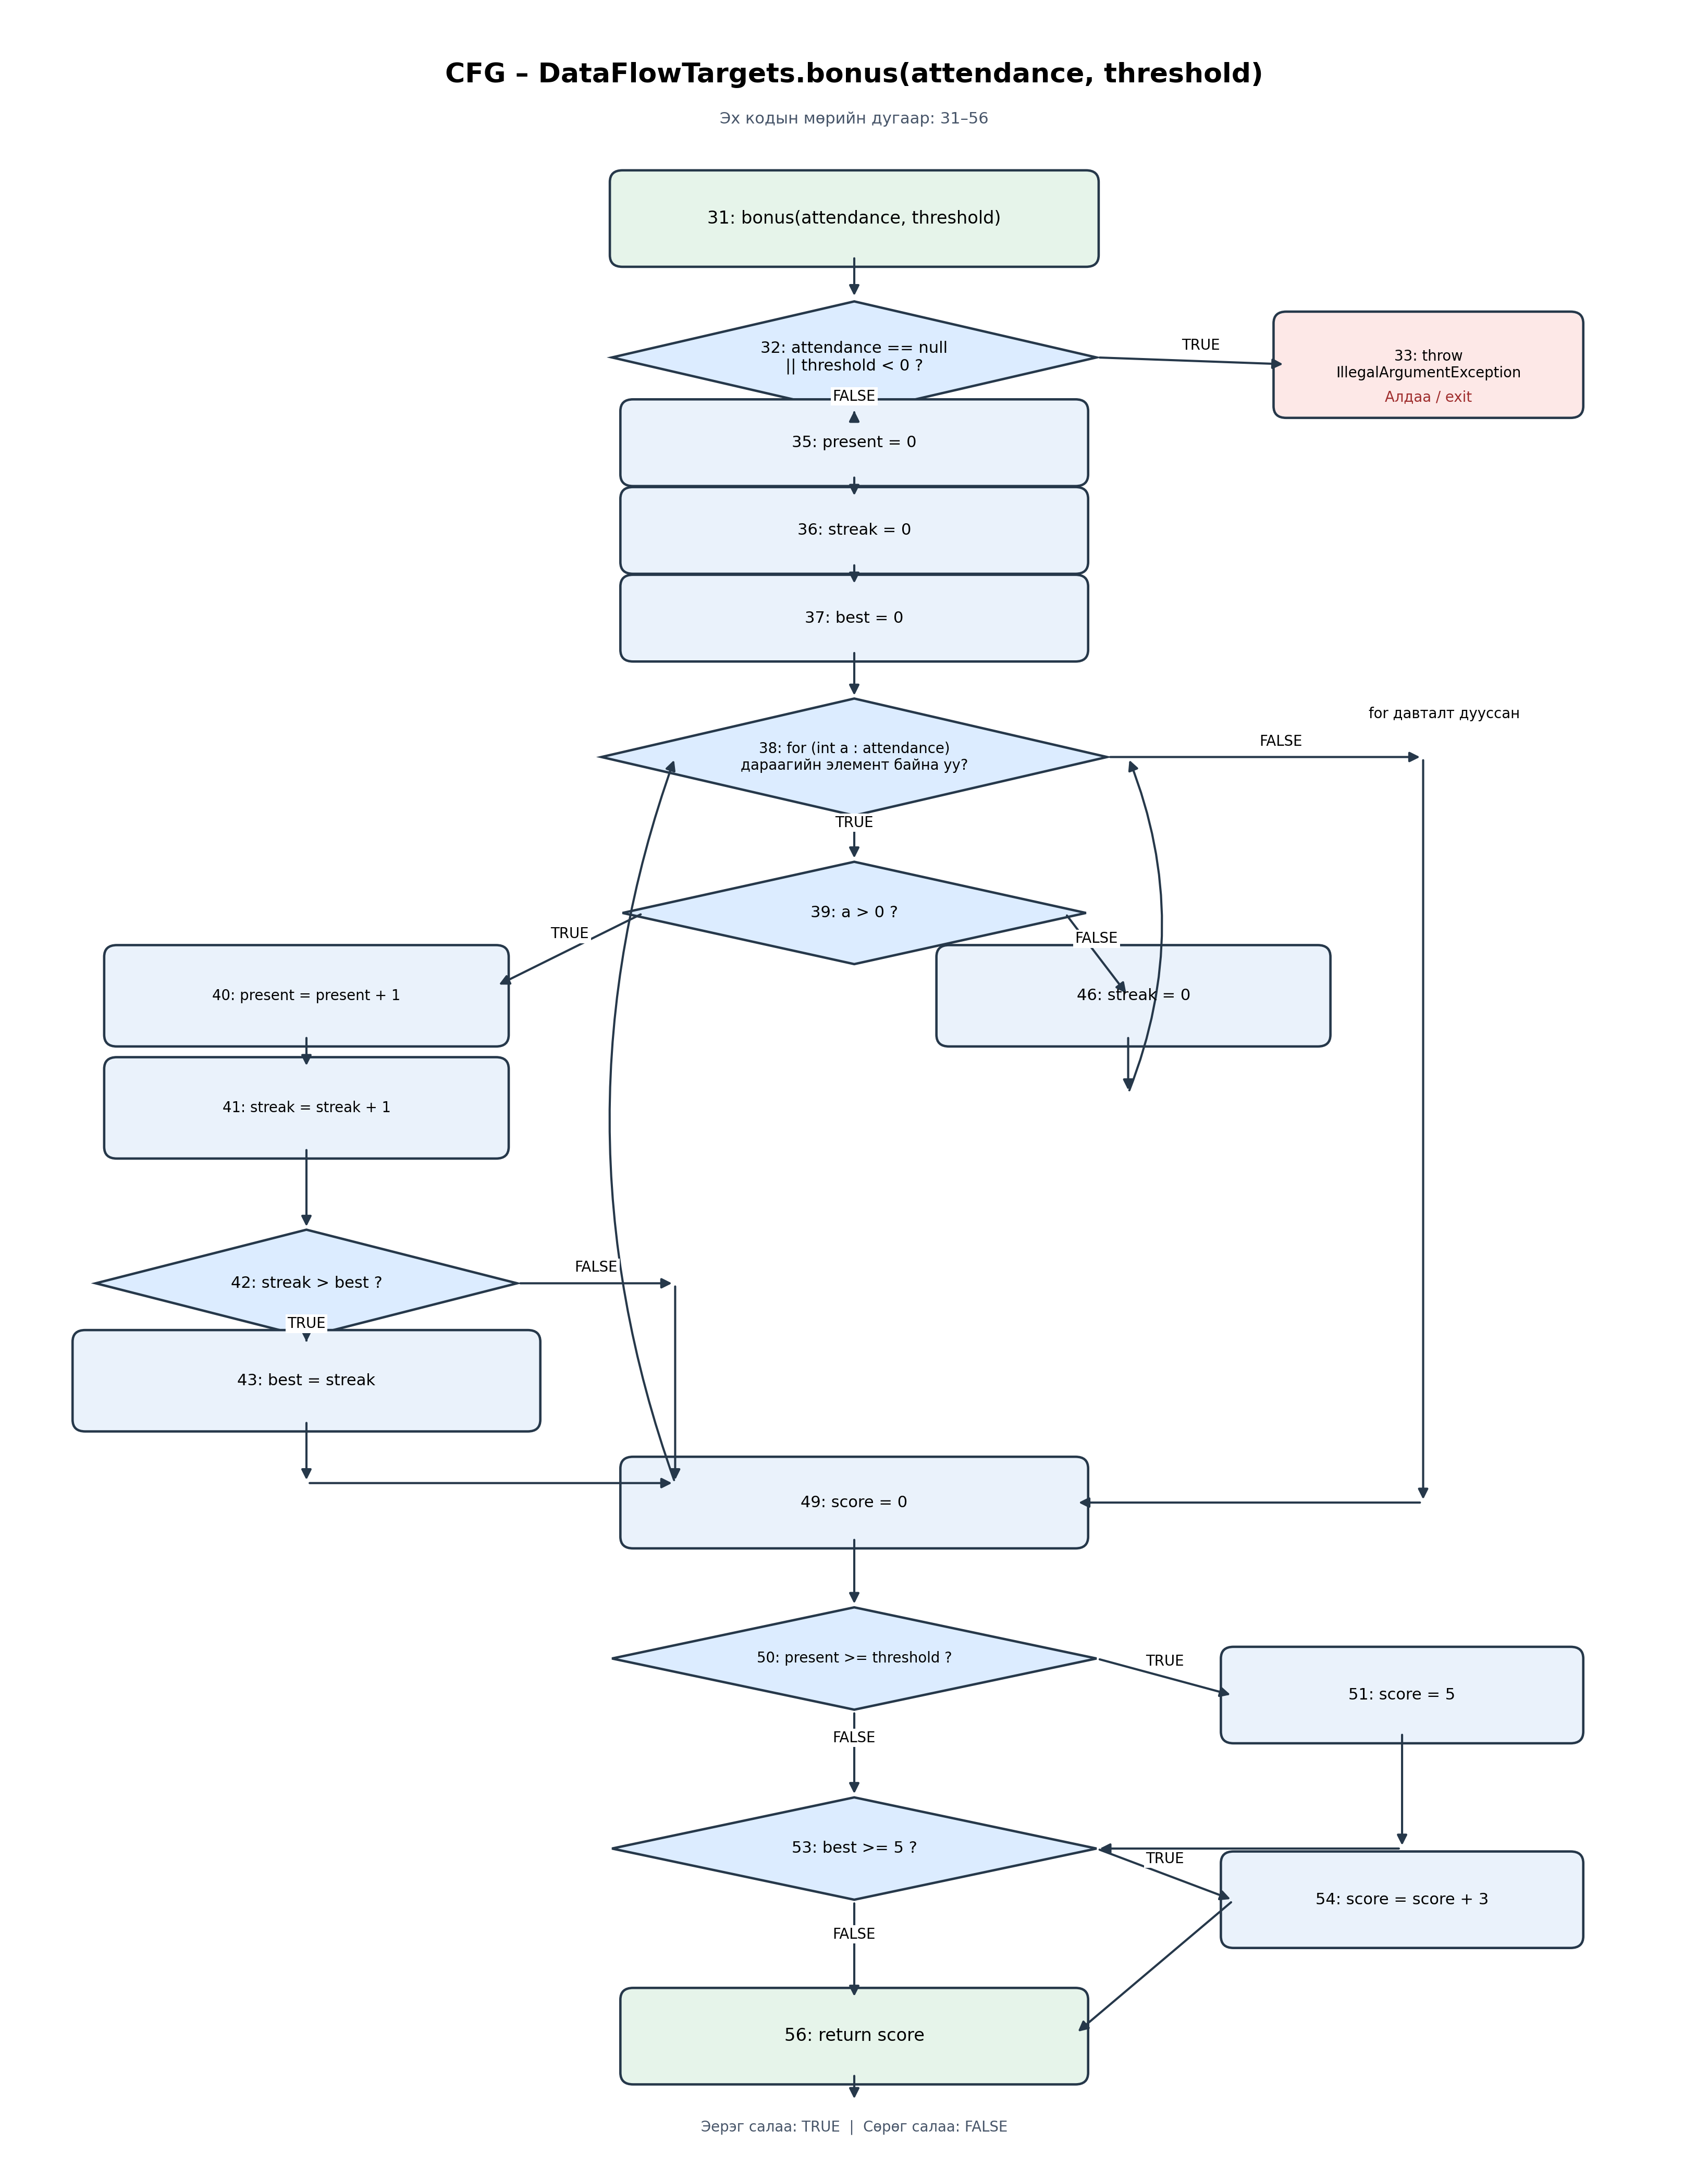 CFG – DataFlowTargets.bonus(attendance, threshold)
Эх кодын мөрийн дугаар: 31–56
31: bonus(attendance, threshold)
32: attendance == null
|| threshold < 0 ?
TRUE
33: throw
IllegalArgumentException
Алдаа / exit
FALSE
35: present = 0
36: streak = 0
37: best = 0
for давталт дууссан
38: for (int a : attendance)
дараагийн элемент байна уу?
FALSE
TRUE
39: a > 0 ?
TRUE
FALSE
40: present = present + 1
46: streak = 0
41: streak = streak + 1
42: streak > best ?
FALSE
TRUE
43: best = streak
49: score = 0
50: present >= threshold ?
TRUE
51: score = 5
FALSE
53: best >= 5 ?
TRUE
54: score = score + 3
FALSE
56: return score
Эерэг салаа: TRUE | Сөрөг салаа: FALSE